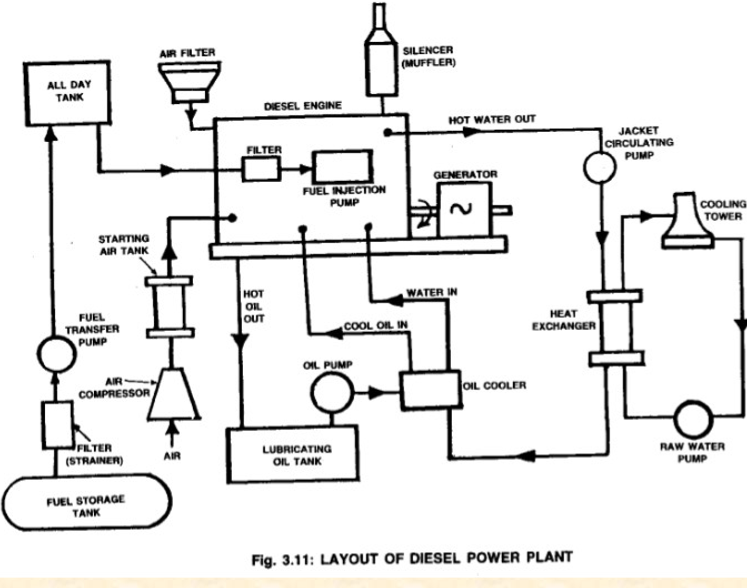 AIR FILTER
SILENCER
(MUFFLER)
ALL DAY
TANK
DIESEL ENGINE
HOT WATER OUT
JACKET
CIRCULATING
PUMP
FILTER
FUEL INJECTION
PUMP
GENERATOR
COOLING
TOWER
STARTING
AIR TANK
HOT
OIL
OUT
WATER IN
COOL OIL IN
HEAT
EXCHANGER
FUEL
TRANSFER
PUMP
AIR
COMPRESSOR
OIL PUMP
OIL COOLER
FILTER
(STRAINER)
AIR
LUBRICATING
OIL TANK
RAW WATER
PUMP
FUEL STORAGE
TANK
Fig. 3.11: LAYOUT OF DIESEL POWER PLANT